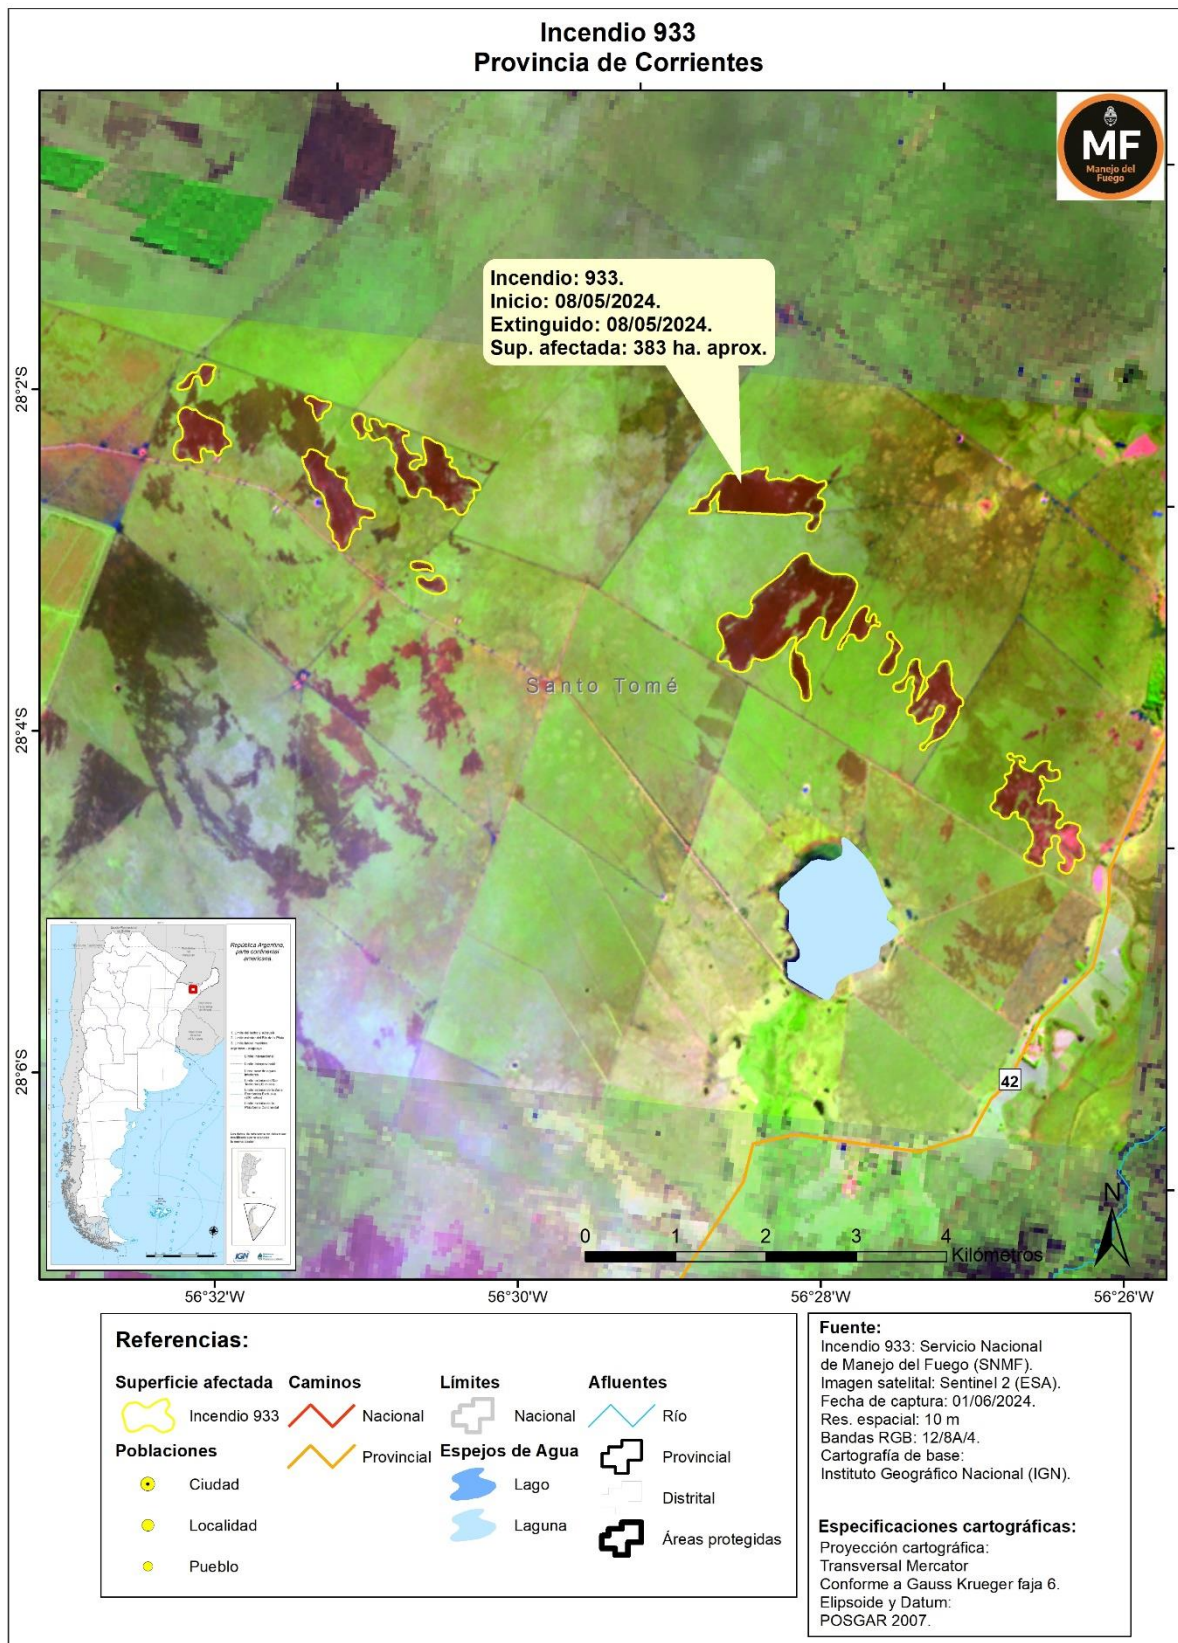 Incendio 933
Provincia de Corrientes
MF
Manejo del
Fuego
Incendio: 933.
Inicio: 08/05/2024.
Extinguido: 08/05/2024.
Sup. afectada: 383 ha. aprox.
28°2'S
Santo Tomé
28°4'S
República Argentina,
parte continental
americana.
IGN
28°6'S
42
N
0 1 2 3 4
Kilómetros
56°32'W 56°30'W 56°28'W 56°26'W
Referencias:
Superficie afectada
Incendio 933
Poblaciones
Ciudad
Localidad
Pueblo
Caminos
Nacional
Provincial
Límites
Nacional
Espejos de Agua
Lago
Laguna
Afluentes
Río
Provincial
Distrital
Áreas protegidas
Fuente:
Incendio 933: Servicio Nacional
de Manejo del Fuego (SNMF).
Imagen satelital: Sentinel 2 (ESA).
Fecha de captura: 01/06/2024.
Res. espacial: 10 m
Bandas RGB: 12/8A/4.
Cartografía de base:
Instituto Geográfico Nacional (IGN).
Especificaciones cartográficas:
Proyección cartográfica:
Transversal Mercator
Conforme a Gauss Krueger faja 6.
Elipsoide y Datum:
POSGAR 2007.